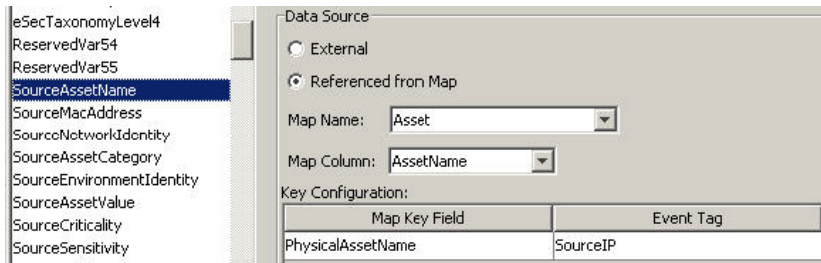 eSecTaxonomyLevel4
ReservedVar54
ReservedVar55
SourceAssetName
SourceMacAddress
SourceNetworkIdentity
SourceAssetCategory
SourceEnvironmentIdentity
SourceAssetValue
SourceCriticality
SourceSensitivity
Data Source
External
Referenced from Map
Map Name: Asset
Map Column: AssetName
Key Configuration:
Map Key Field Event Tag
PhysicalAssetName SourceIP